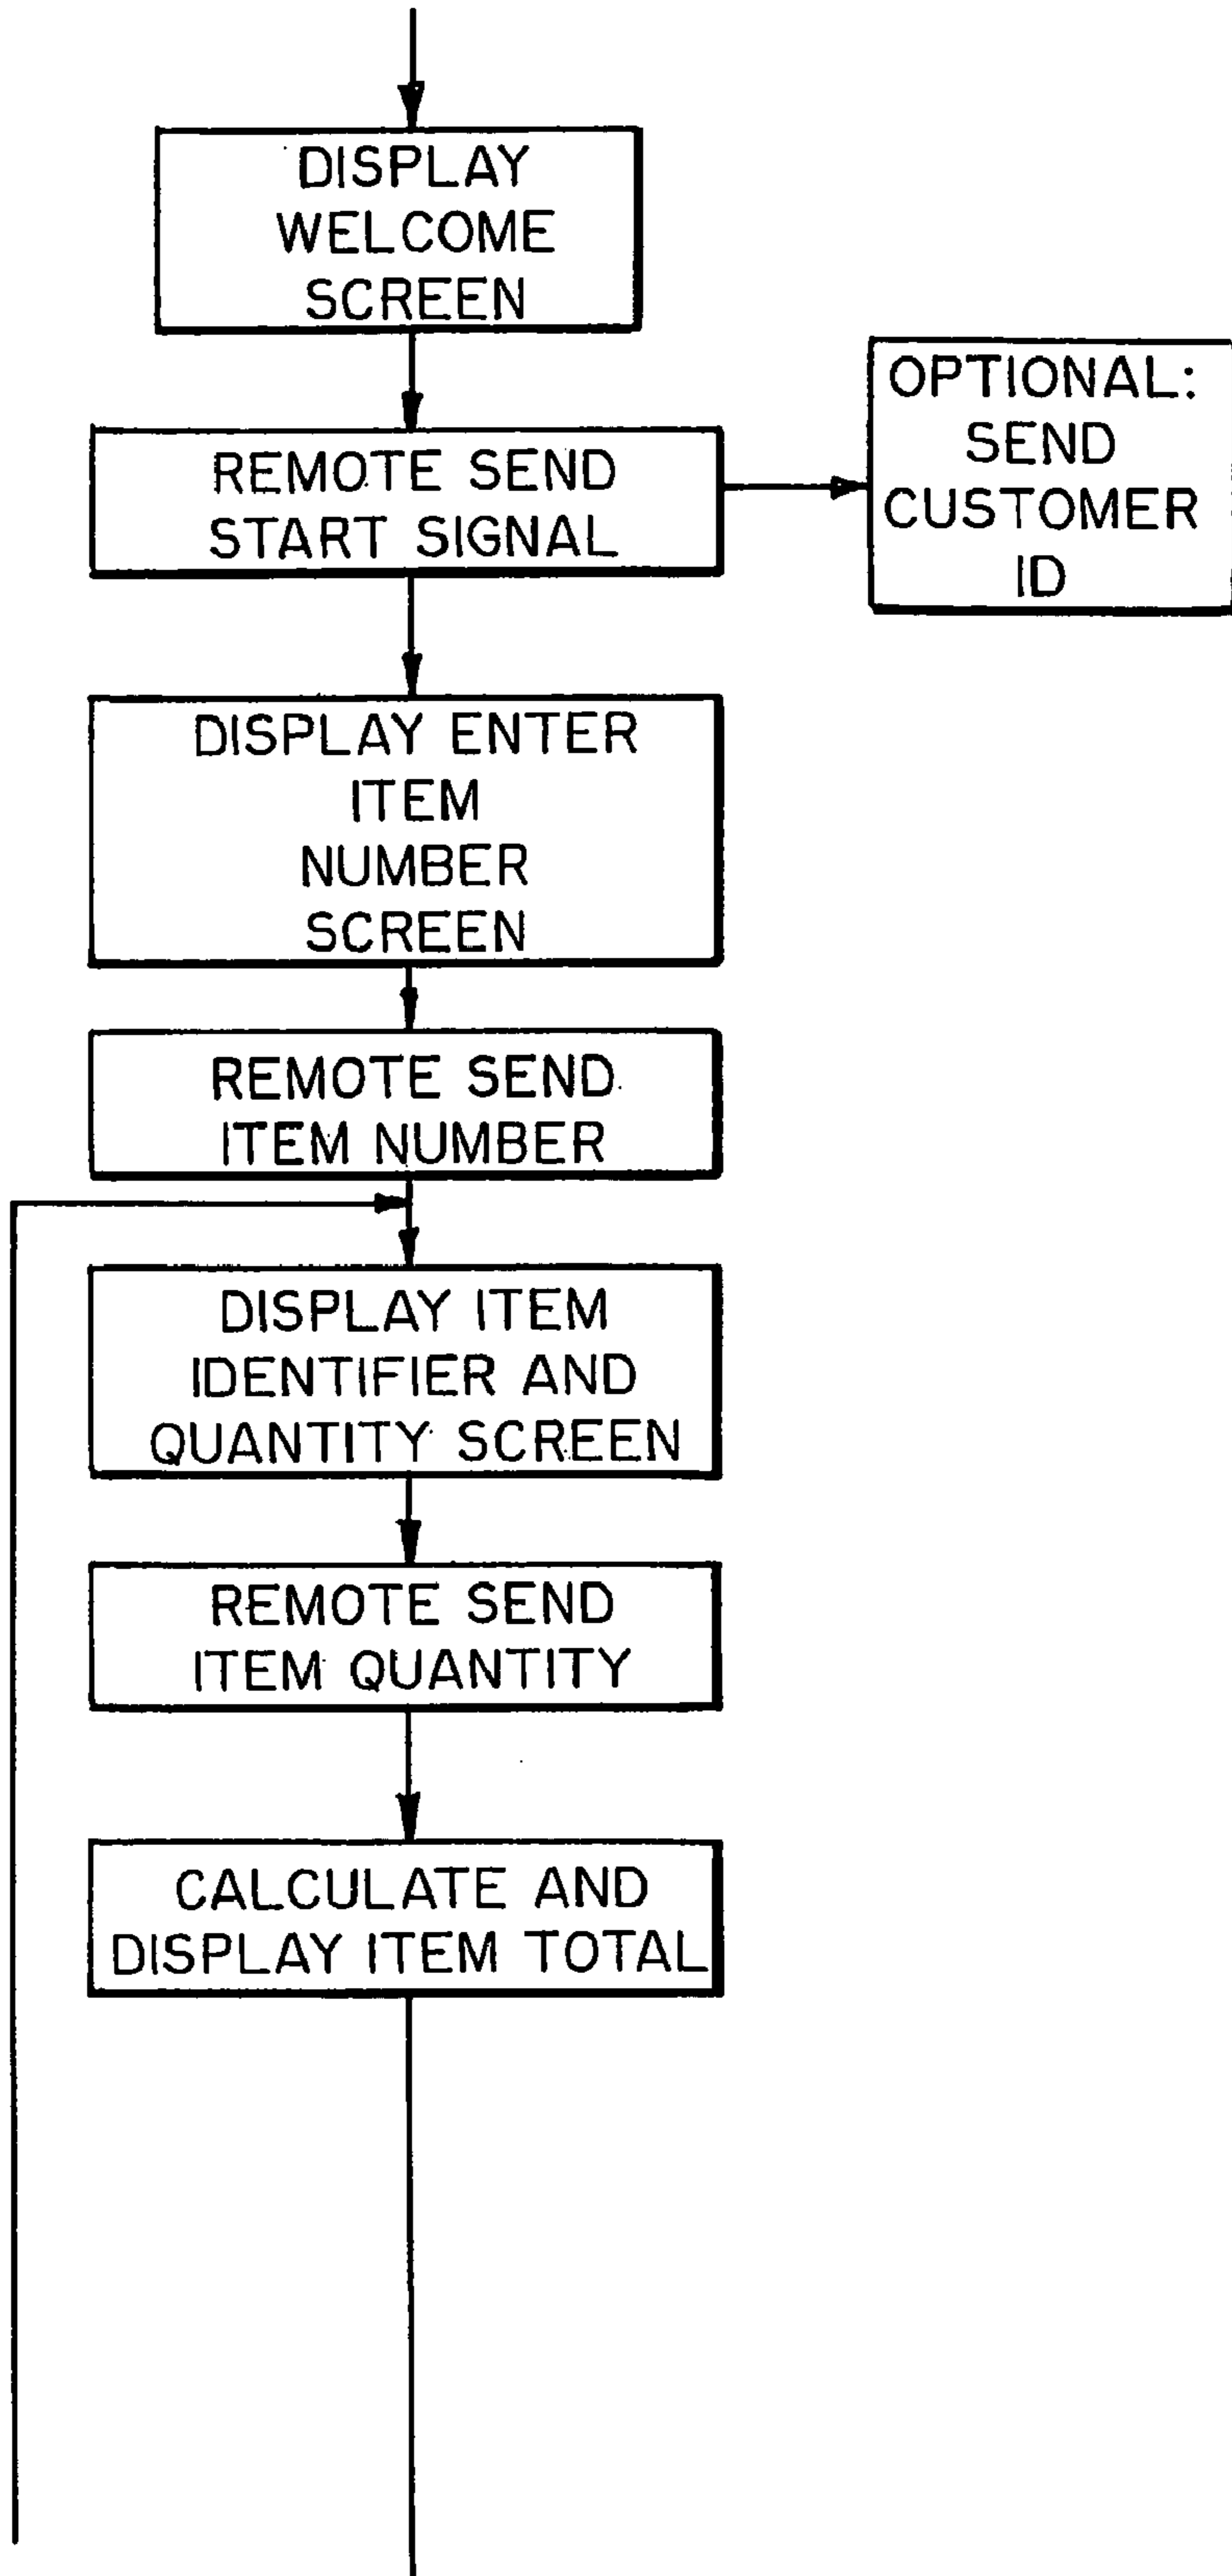 DISPLAY
WELCOME
SCREEN
REMOTE SEND
START SIGNAL
OPTIONAL:
SEND
CUSTOMER
ID
DISPLAY ENTER
ITEM
NUMBER
SCREEN
REMOTE SEND
ITEM NUMBER
DISPLAY ITEM
IDENTIFIER AND
QUANTITY SCREEN
REMOTE SEND
ITEM QUANTITY
CALCULATE AND
DISPLAY ITEM TOTAL